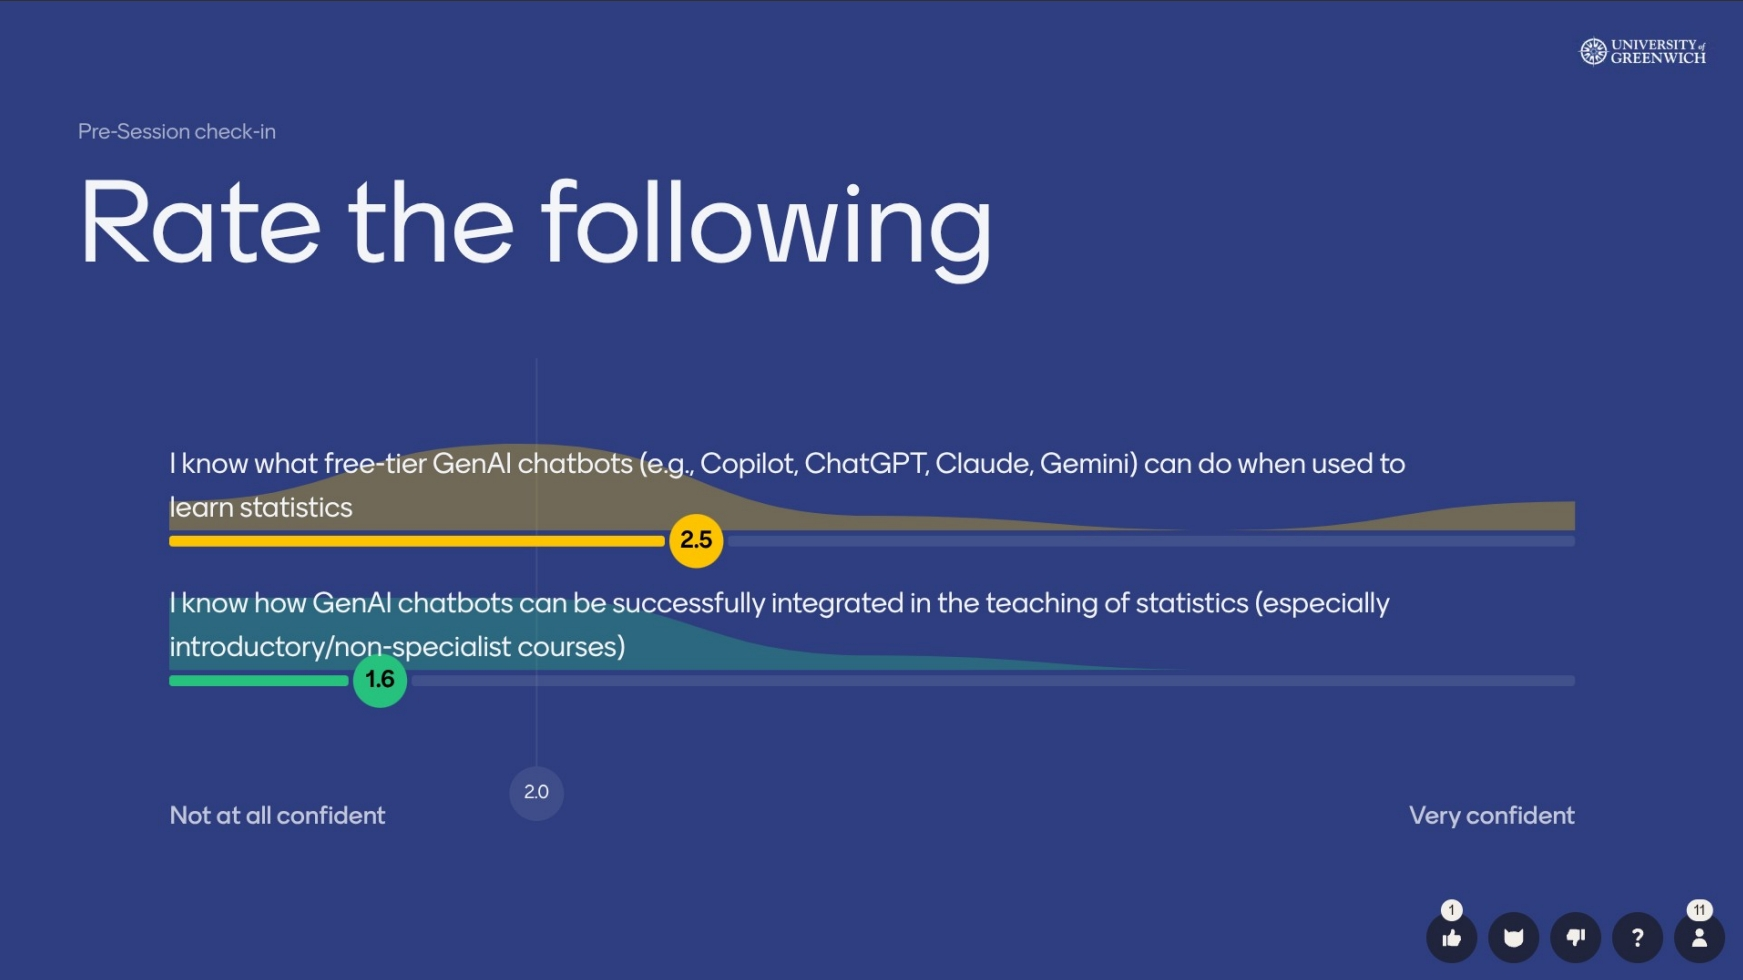 UNIVERSITY of
GREENWICH
Pre-Session check-in
Rate the following
I know what free-tier GenAI chatbots (e.g., Copilot, ChatGPT, Claude, Gemini) can do when used to
learn statistics
2.5
I know how GenAI chatbots can be successfully integrated in the teaching of statistics (especially
introductory/non-specialist courses)
1.6
2.0
Not at all confident
Very confident
1
11
?